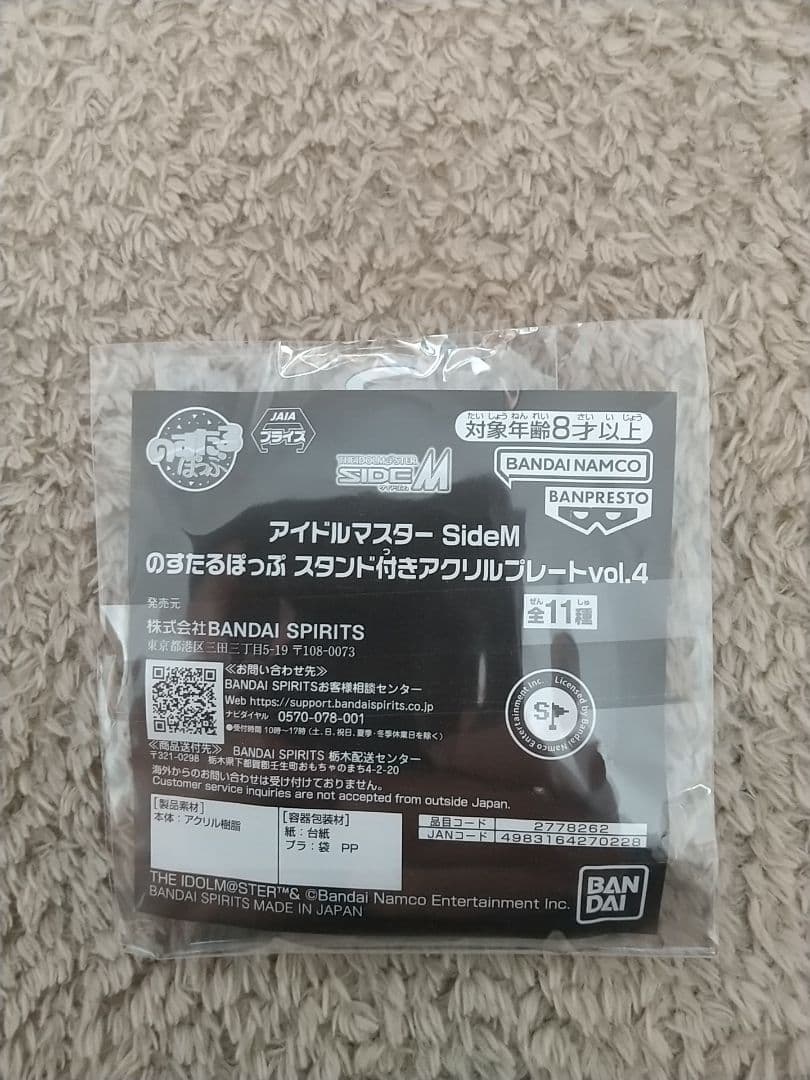 のすたる
ぽっぷ
JAIA
プライズ
THE IDOLM@STER
SIDE M
サイドエム
たいしょうねんれい さい いじょう
対象年齢8才以上
BANDAI NAMCO
BANPRESTO
アイドルマスター SideM
つ
のすたるぽっぷ スタンド付きアクリルプレートvol.4
ぜん しゅ
全11種
発売元
株式会社BANDAI SPIRITS
東京都港区三田三丁目5-19 〒108-0073
≪お問い合わせ先≫
BANDAI SPIRITSお客様相談センター
Web https://support.bandaispirits.co.jp
ナビダイヤル 0570-078-001
●受付時間 10時〜17時（土、日、祝日、夏季・冬季休業日を除く）
≪商品送付先≫ BANDAI SPIRITS 栃木配送センター
〒321-0298 栃木県下都賀郡壬生町おもちゃのまち4-2-20
海外からのお問い合わせは受け付けておりません。
Customer service inquiries are not accepted from outside Japan.
Licensed by Bandai Namco Entertainment Inc.
SP
[製品素材]
本体：アクリル樹脂
[容器包装材]
紙：台紙
プラ：袋 PP
品目コード 2778262
JANコード 4983164270228
THE IDOLM@STER™& ©Bandai Namco Entertainment Inc.
BANDAI SPIRITS MADE IN JAPAN
BAN
DAI